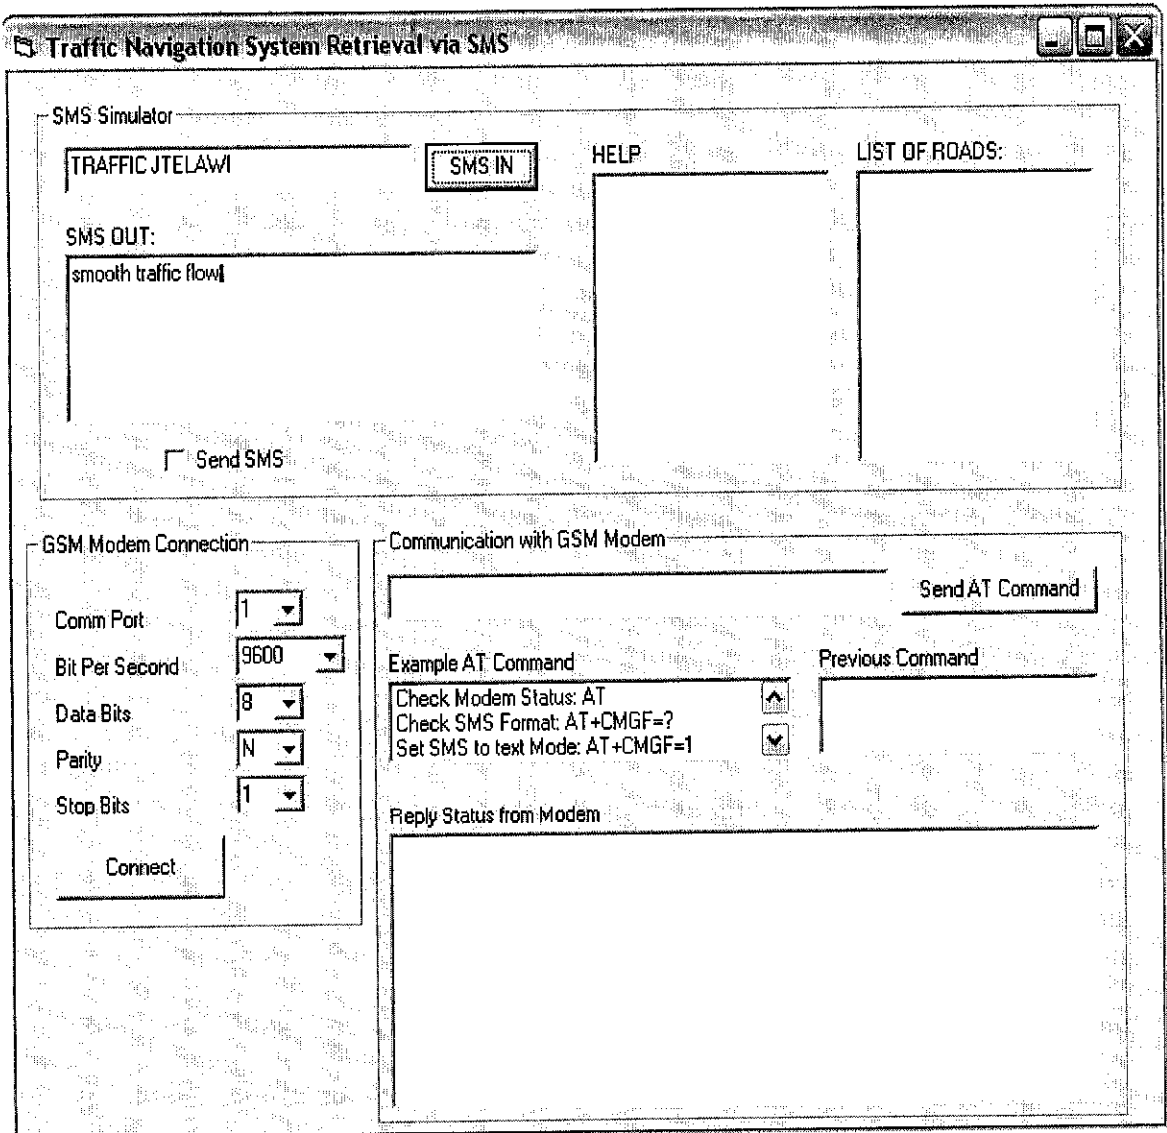 Traffic Navigation System Retrieval via SMS
SMS Simulator
TRAFFIC JTELAWI
SMS IN
HELP
LIST OF ROADS:
SMS OUT:
smooth traffic flow
Send SMS
GSM Modem Connection
Comm Port
1
Bit Per Second
9600
Data Bits
8
Parity
N
Stop Bits
1
Connect
Communication with GSM Modem
Send AT Command
Example AT Command
Check Modem Status: AT
Check SMS Format: AT+CMGF=?
Set SMS to text Mode: AT+CMGF=1
Previous Command
Reply Status from Modem